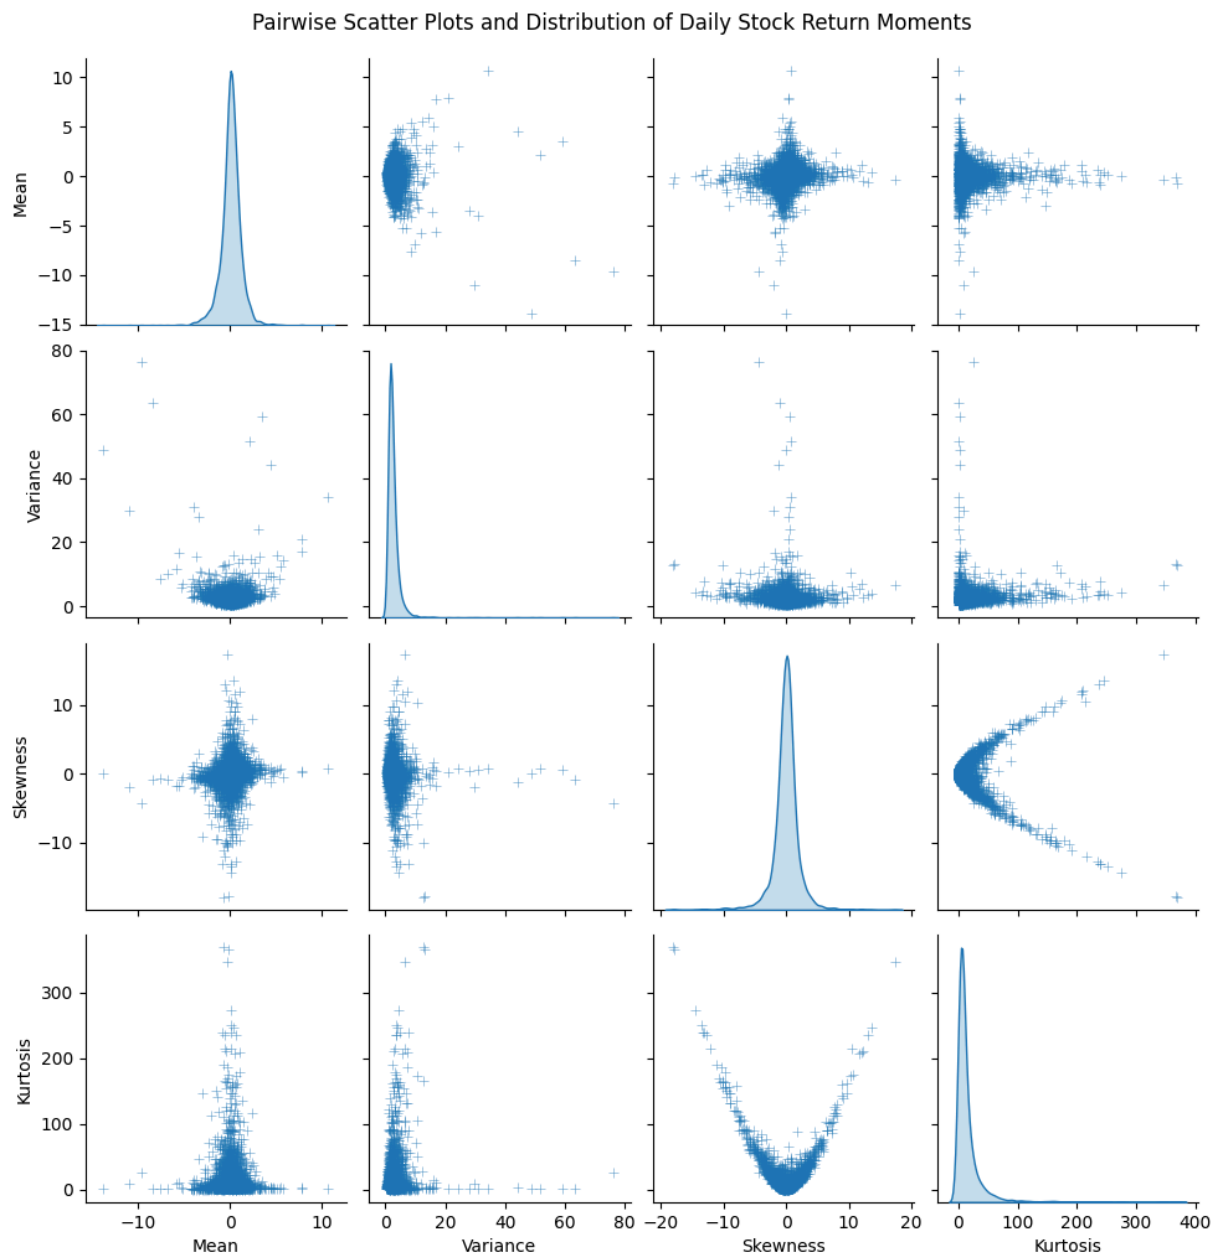 Pairwise Scatter Plots and Distribution of Daily Stock Return Moments
10
5
0
−5
−10
−15
Mean
80
60
40
20
0
Variance
10
0
−10
Skewness
300
200
100
0
Kurtosis
−10 0 10
0 20 40 60 80
−20 −10 0 10 20
0 100 200 300 400
Mean
Variance
Skewness
Kurtosis